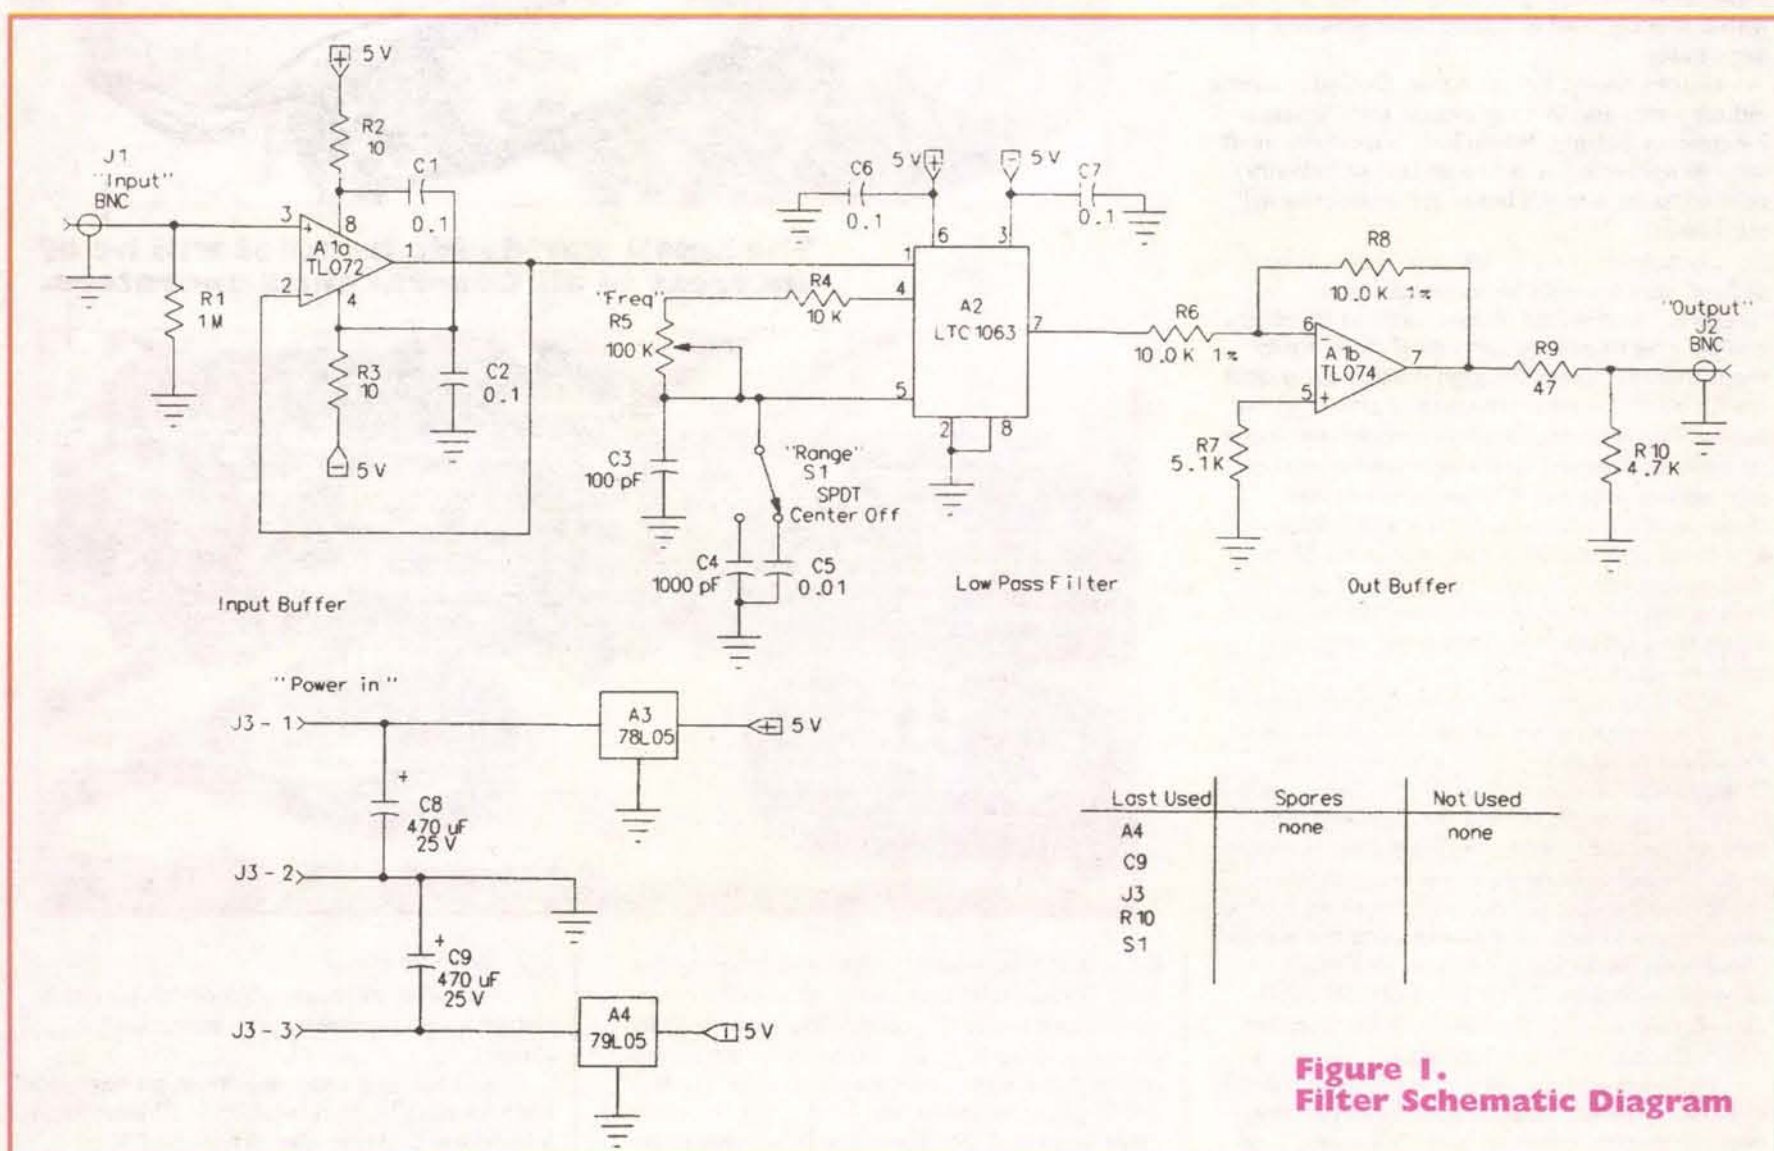 5 V
R2
10
J1
"Input"
BNC
C1
0.1
3
+
8
A1a
TL072
1
2
-
4
R1
1M
R3
10
C2
0.1
5 V
Input Buffer
5 V
5 V
C6
0.1
C7
0.1
6
3
1
4
"Freq"
R4
10 K
R5
100 K
A2
LTC1063
7
5
2
8
C3
100 pF
"Range"
S1
SPDT
Center Off
C4
1000 pF
C5
0.01
Low Pass Filter
R8
10.0 K 1%
R6
10.0 K 1%
6
-
A1b
TL074
7
5
+
R9
47
"Output"
J2
BNC
R7
5.1K
R10
4.7K
Out Buffer
"Power in"
J3-1
A3
78L05
+ 5 V
+
C8
470 uF
25 V
J3-2
+
C9
470 uF
25 V
J3-3
A4
79L05
5 V
Last Used Spares Not Used
A4 none none
C9
J3
R10
S1
Figure 1.
Filter Schematic Diagram